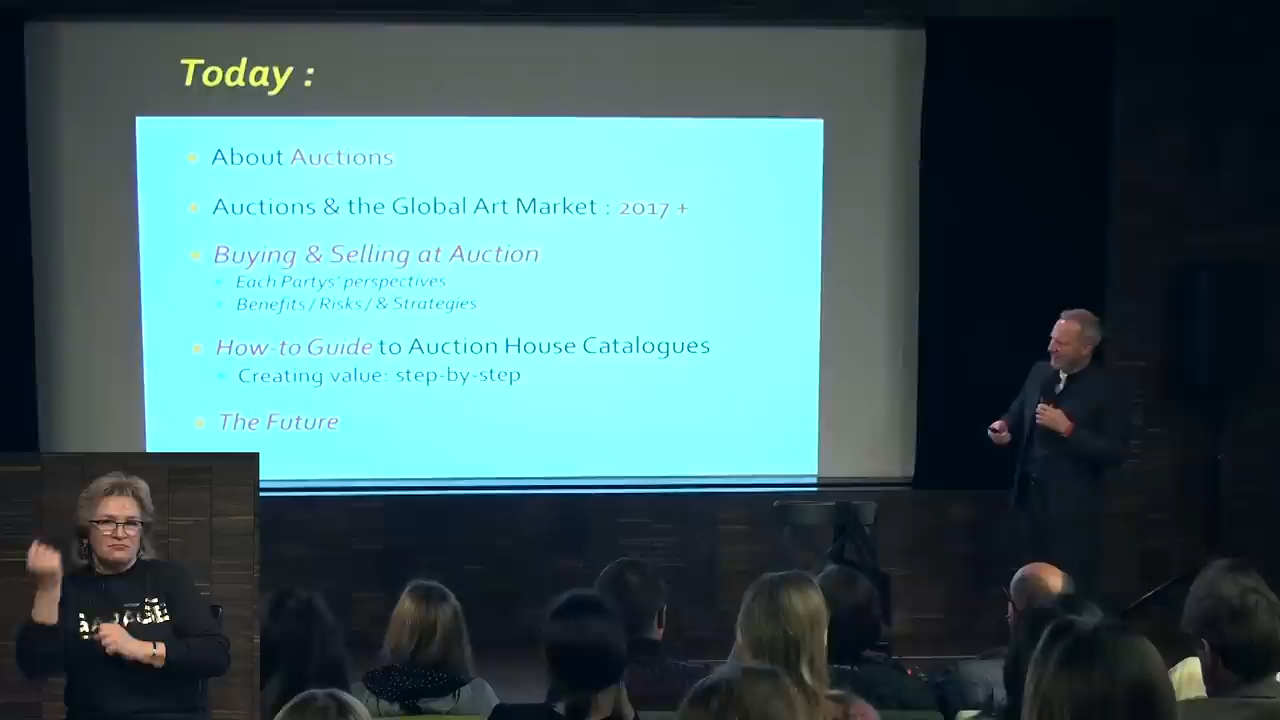 Today :
About Auctions
Auctions & the Global Art Market : 2017 +
Buying & Selling at Auction
Each Partys' perspectives
Benefits / Risks / & Strategies
How-to Guide to Auction House Catalogues
Creating value: step-by-step
The Future
GARAGE